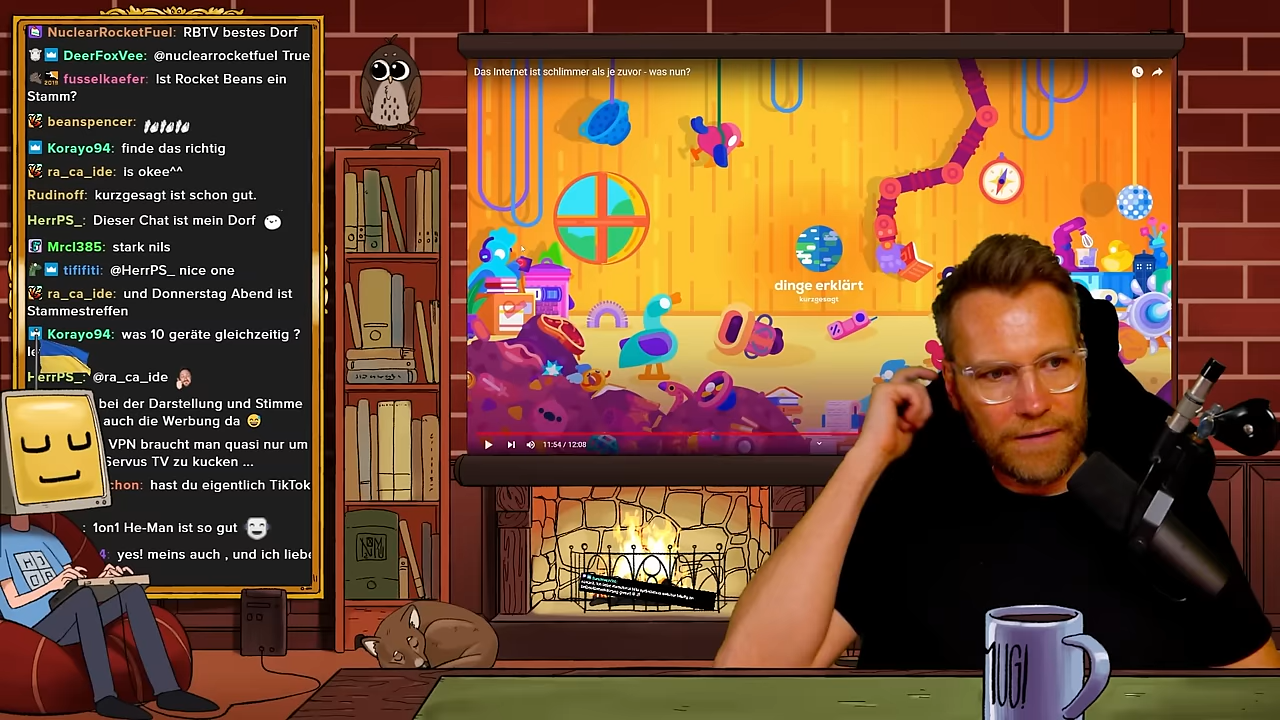 NuclearRocketFuel: RBTV bestes Dorf
DeerFoxVee: @nuclearrocketfuel True
fusselkaefer: Ist Rocket Beans ein
Stamm?
beanspencer:
Korayo94: finde das richtig
ra_ca_ide: is okee^^
Rudinoff: kurzgesagt ist schon gut.
HerrPS_: Dieser Chat ist mein Dorf
Mrcl385: stark nils
tififiti: @HerrPS_ nice one
ra_ca_ide: und Donnerstag Abend ist
Stammestreffen
Korayo94: was 10 geräte gleichzeitig ?
HerrPS_: @ra_ca_ide
bei der Darstellung und Stimme
auch die Werbung da
VPN braucht man quasi nur um
Servus TV zu kucken ...
hast du eigentlich TikTok
: 1on1 He-Man ist so gut
4: yes! meins auch , und ich liebe
Das Internet ist schlimmer als je zuvor - was nun?
dinge erklärt
kurzgesagt
11:54 / 12:08
MUG!